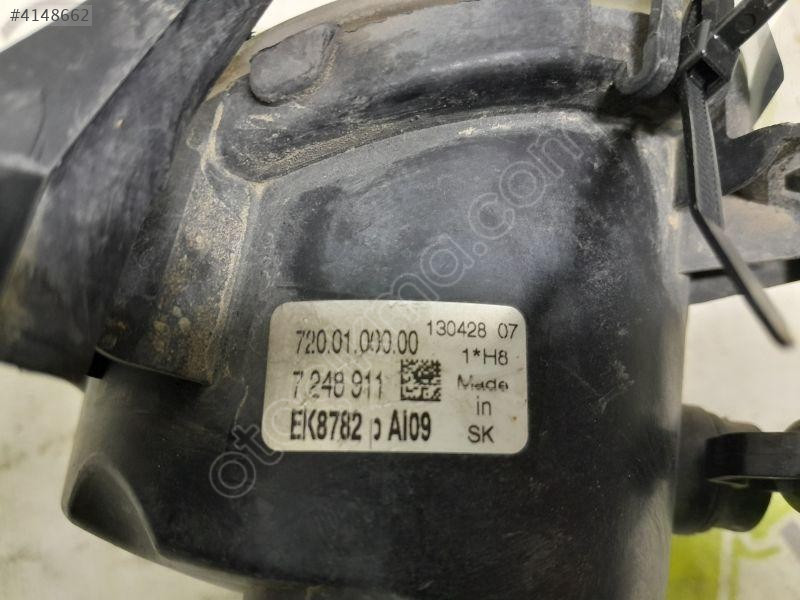 #4148662
720.01.000.00
130428 07
1*H8
7 248 911
Made
in
SK
EK8782 p AI09